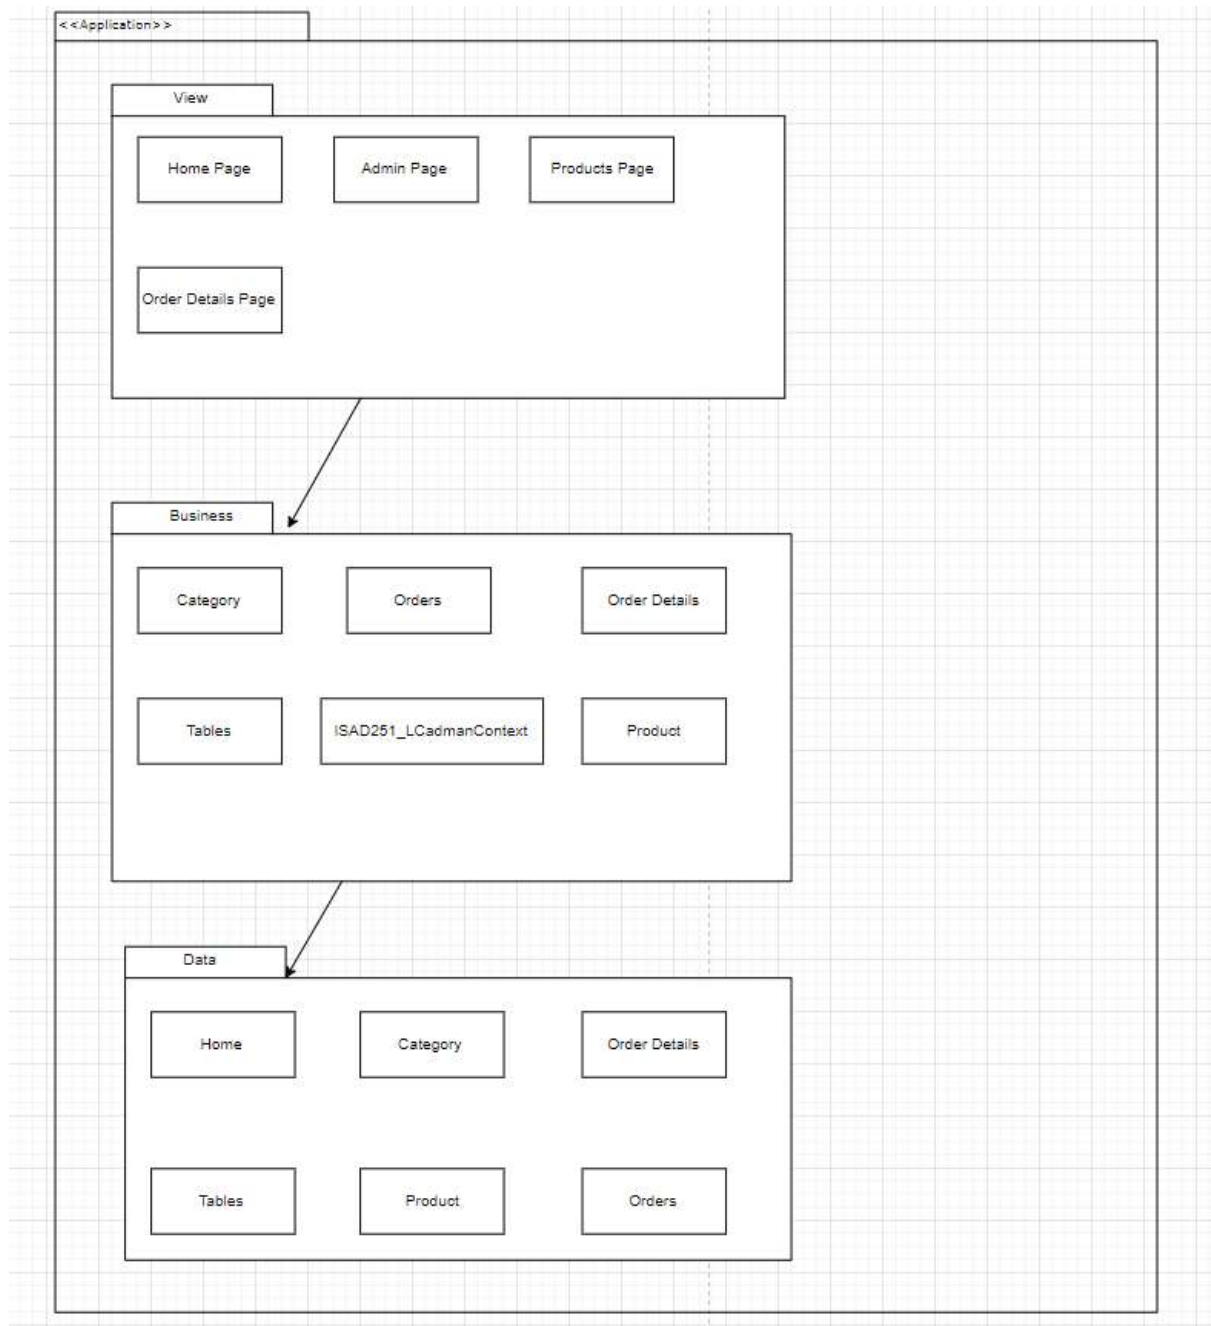 <<Application>>
View
Home Page
Admin Page
Products Page
Order Details Page
Business
Category
Orders
Order Details
Tables
ISAD251_LCadmanContext
Product
Data
Home
Category
Order Details
Tables
Product
Orders